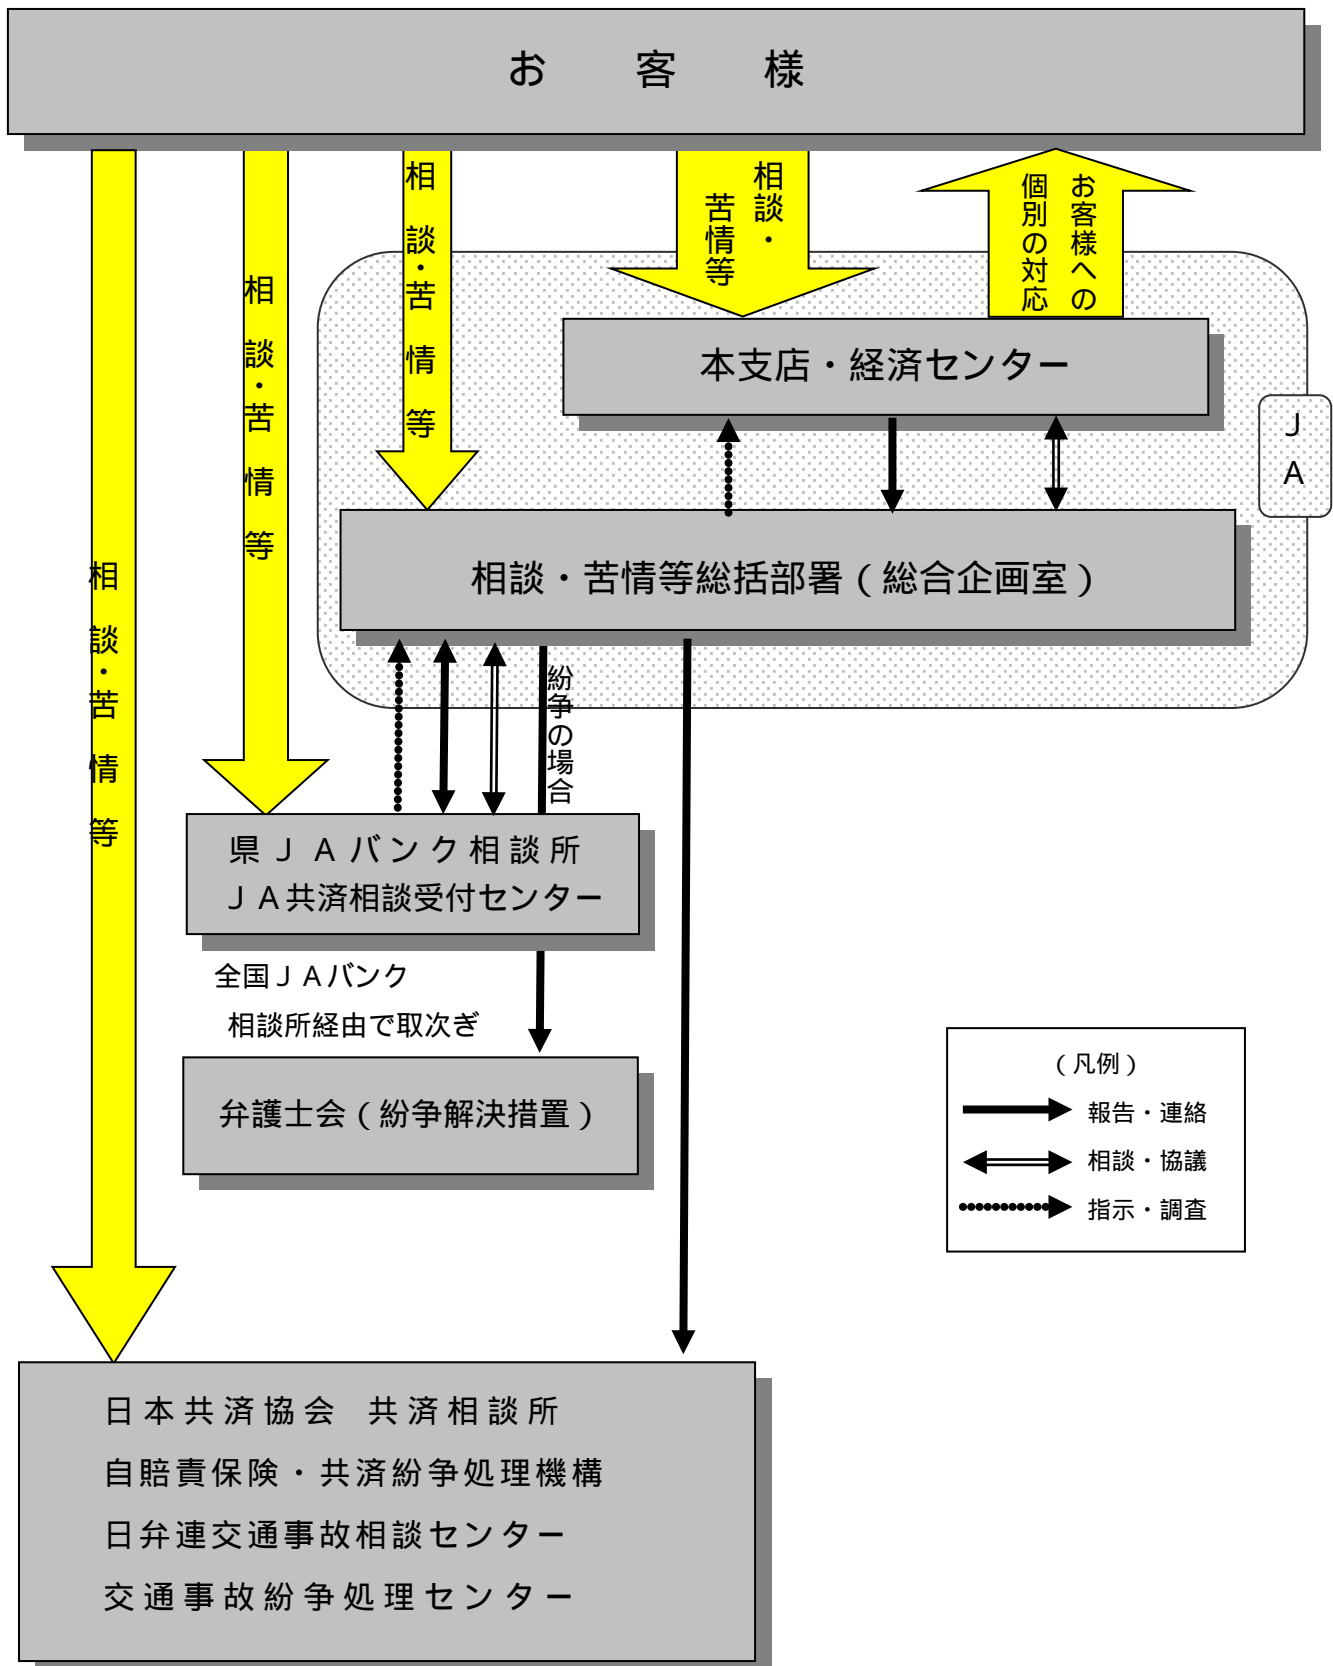 お 客 様
相談・苦情等
相談・苦情等
相談・苦情等
相談・
苦情等
お客様への
個別の対応
本支店・経済センター
ＪＡ
相談・苦情等総括部署(総合企画室)
紛争の場合
県ＪＡバンク相談所
ＪＡ共済相談受付センター
全国ＪＡバンク
相談所経由で取次ぎ
弁護士会(紛争解決措置)
(凡例)
報告・連絡
相談・協議
指示・調査
日本共済協会 共済相談所
自賠責保険・共済紛争処理機構
日弁連交通事故相談センター
交通事故紛争処理センター